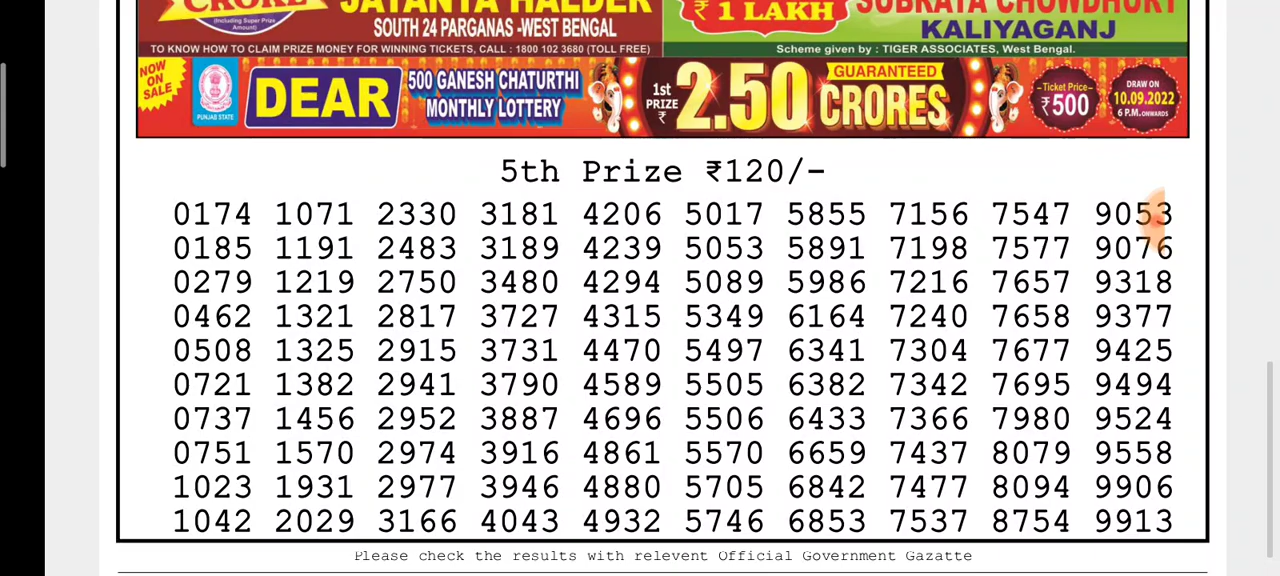 CRORE
(Including Super Prize
Amount)
JAYANTA HALDER
SOUTH 24 PARGANAS -WEST BENGAL
₹ 1 LAKH
SUBRATA CHOWDHURY
KALIYAGANJ
TO KNOW HOW TO CLAIM PRIZE MONEY FOR WINNING TICKETS, CALL : 1800 102 3680 (TOLL FREE)
Scheme given by : TIGER ASSOCIATES, West Bengal.
NOW
ON
SALE
PUNJAB STATE
DEAR
500 GANESH CHATURTHI
MONTHLY LOTTERY
1st
PRIZE
₹
2.50
GUARANTEED
CRORES
Ticket Price-
₹500
DRAW ON
10.09.2022
6 P.M.ONWARDS
5th Prize ₹120/-
0174 1071 2330 3181 4206 5017 5855 7156 7547 9053
0185 1191 2483 3189 4239 5053 5891 7198 7577 9076
0279 1219 2750 3480 4294 5089 5986 7216 7657 9318
0462 1321 2817 3727 4315 5349 6164 7240 7658 9377
0508 1325 2915 3731 4470 5497 6341 7304 7677 9425
0721 1382 2941 3790 4589 5505 6382 7342 7695 9494
0737 1456 2952 3887 4696 5506 6433 7366 7980 9524
0751 1570 2974 3916 4861 5570 6659 7437 8079 9558
1023 1931 2977 3946 4880 5705 6842 7477 8094 9906
1042 2029 3166 4043 4932 5746 6853 7537 8754 9913
Please check the results with relevent Official Government Gazatte